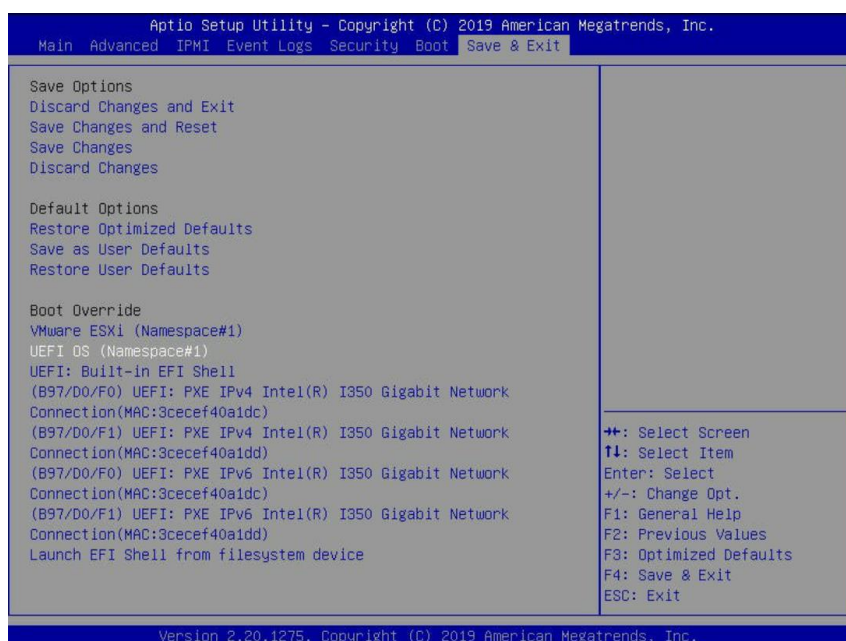 Aptio Setup Utility – Copyright (C) 2019 American Megatrends, Inc.
Main Advanced IPMI Event Logs Security Boot Save & Exit
Save Options
Discard Changes and Exit
Save Changes and Reset
Save Changes
Discard Changes
Default Options
Restore Optimized Defaults
Save as User Defaults
Restore User Defaults
Boot Override
VMware ESXi (Namespace#1)
UEFI OS (Namespace#1)
UEFI: Built-in EFI Shell
(B97/D0/F0) UEFI: PXE IPv4 Intel(R) I350 Gigabit Network
Connection(MAC:3cecef40a1dc)
(B97/D0/F1) UEFI: PXE IPv4 Intel(R) I350 Gigabit Network
Connection(MAC:3cecef40a1dd)
(B97/D0/F0) UEFI: PXE IPv6 Intel(R) I350 Gigabit Network
Connection(MAC:3cecef40a1dc)
(B97/D0/F1) UEFI: PXE IPv6 Intel(R) I350 Gigabit Network
Connection(MAC:3cecef40a1dd)
Launch EFI Shell from filesystem device
→←: Select Screen
↑↓: Select Item
Enter: Select
+/-: Change Opt.
F1: General Help
F2: Previous Values
F3: Optimized Defaults
F4: Save & Exit
ESC: Exit
Version 2.20.1275. Copyright (C) 2019 American Megatrends, Inc.